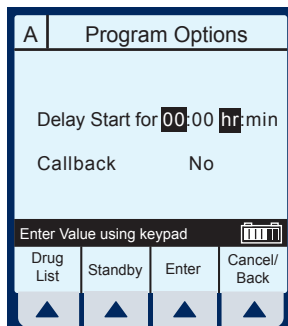 A Program Options
Delay Start for 00:00 hr:min
Callback No
Enter Value using keypad
Drug List Standby Enter Cancel/ Back